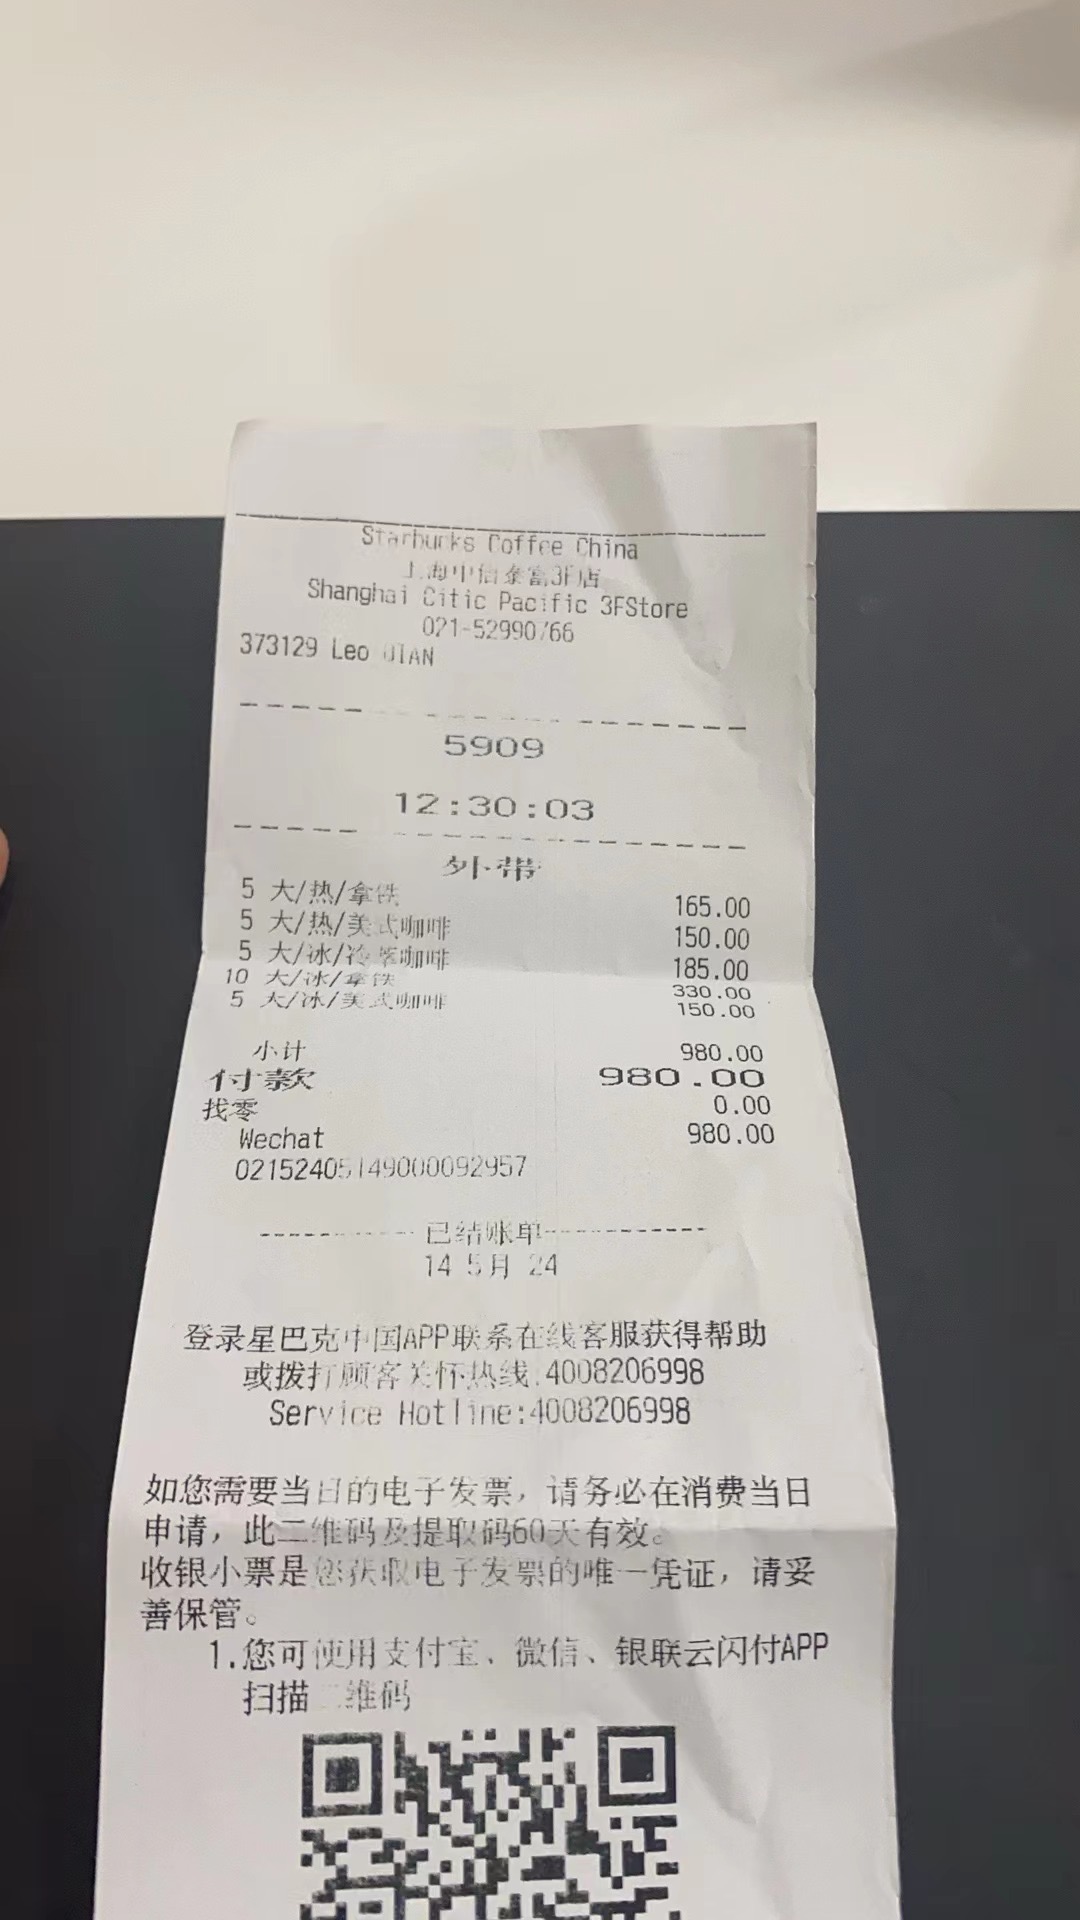 Starbucks Coffee China
上海中信泰富3F店
Shanghai Citic Pacific 3FStore
021-52990766
373129 Leo JIAN
5909
12:30:03
外带
5 大/热/拿铁 165.00
5 大/热/美式咖啡 150.00
5 大/冰/冷萃咖啡 185.00
10 大/冰/拿铁 330.00
5 大/冰/美式咖啡 150.00
小计 980.00
付款 980.00
找零 0.00
Wechat 980.00
02152405149000092957
已结账单
14 5月 24
登录星巴克中国APP联系在线客服获得帮助
或拨打顾客关怀热线:4008206998
Service Hotline:4008206998
如您需要当日的电子发票，请务必在消费当日
申请，此二维码及提取码60天有效。
收银小票是您获取电子发票的唯一凭证，请妥
善保管。
1.您可使用支付宝、微信、银联云闪付APP
扫描二维码